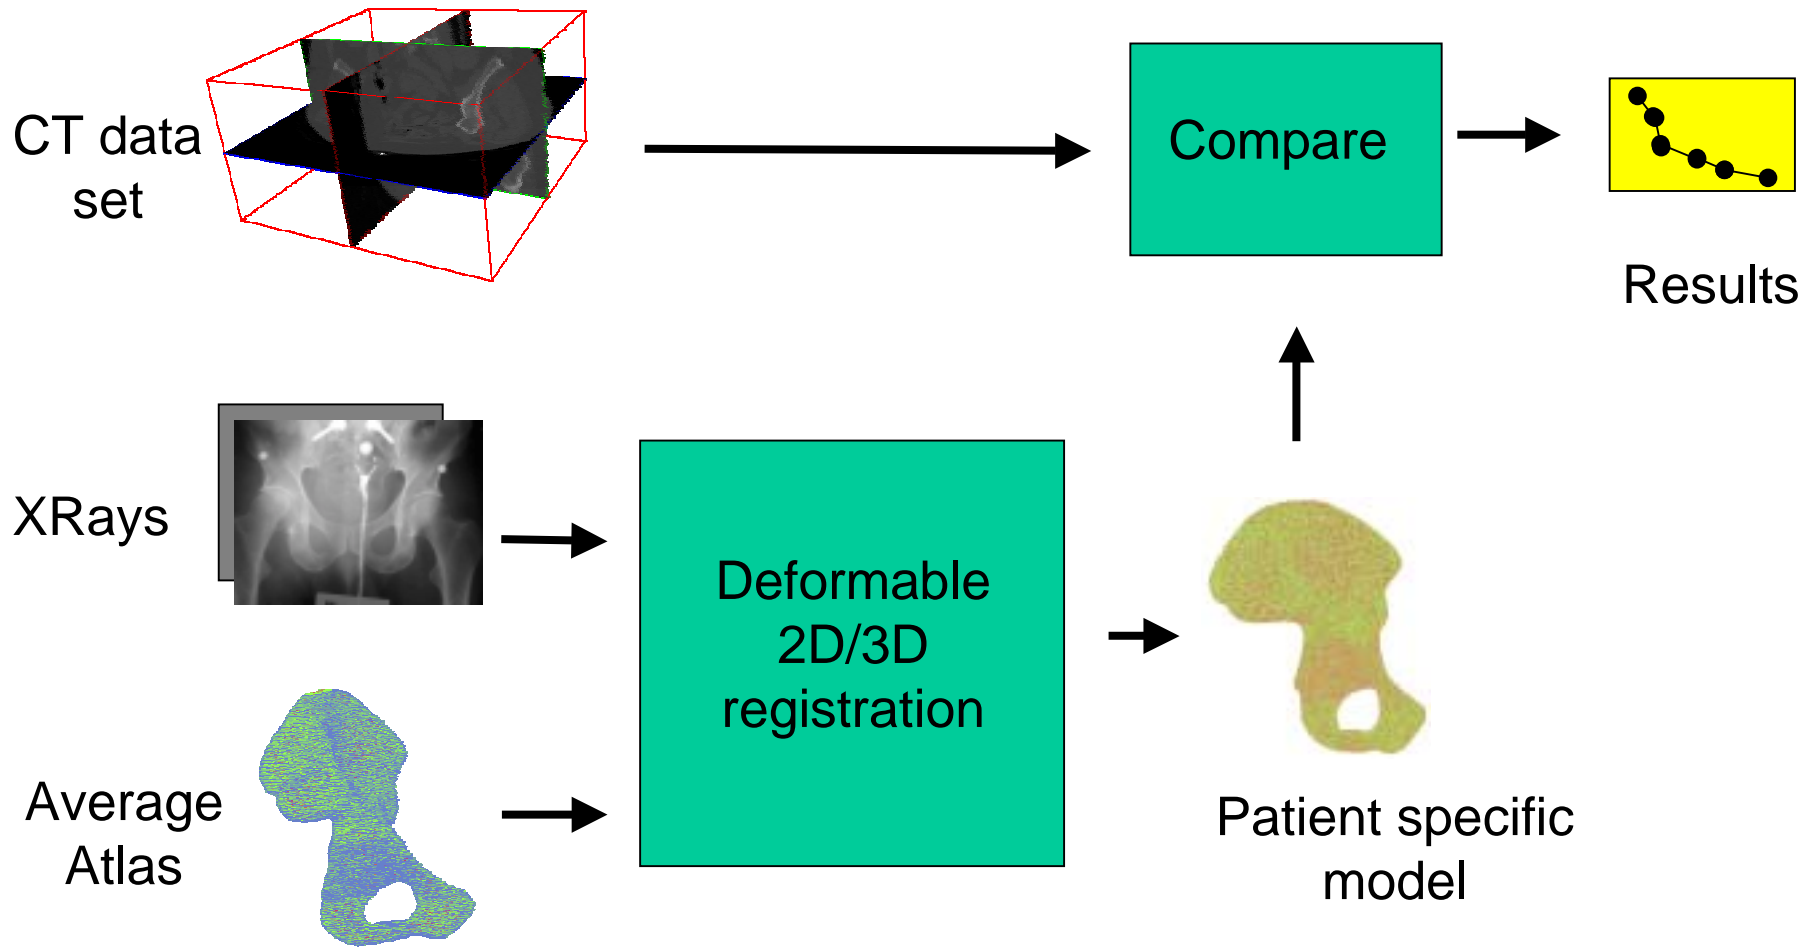 CT data
set
Compare
Results
XRays
Deformable
2D/3D
registration
Average
Atlas
Patient specific
model